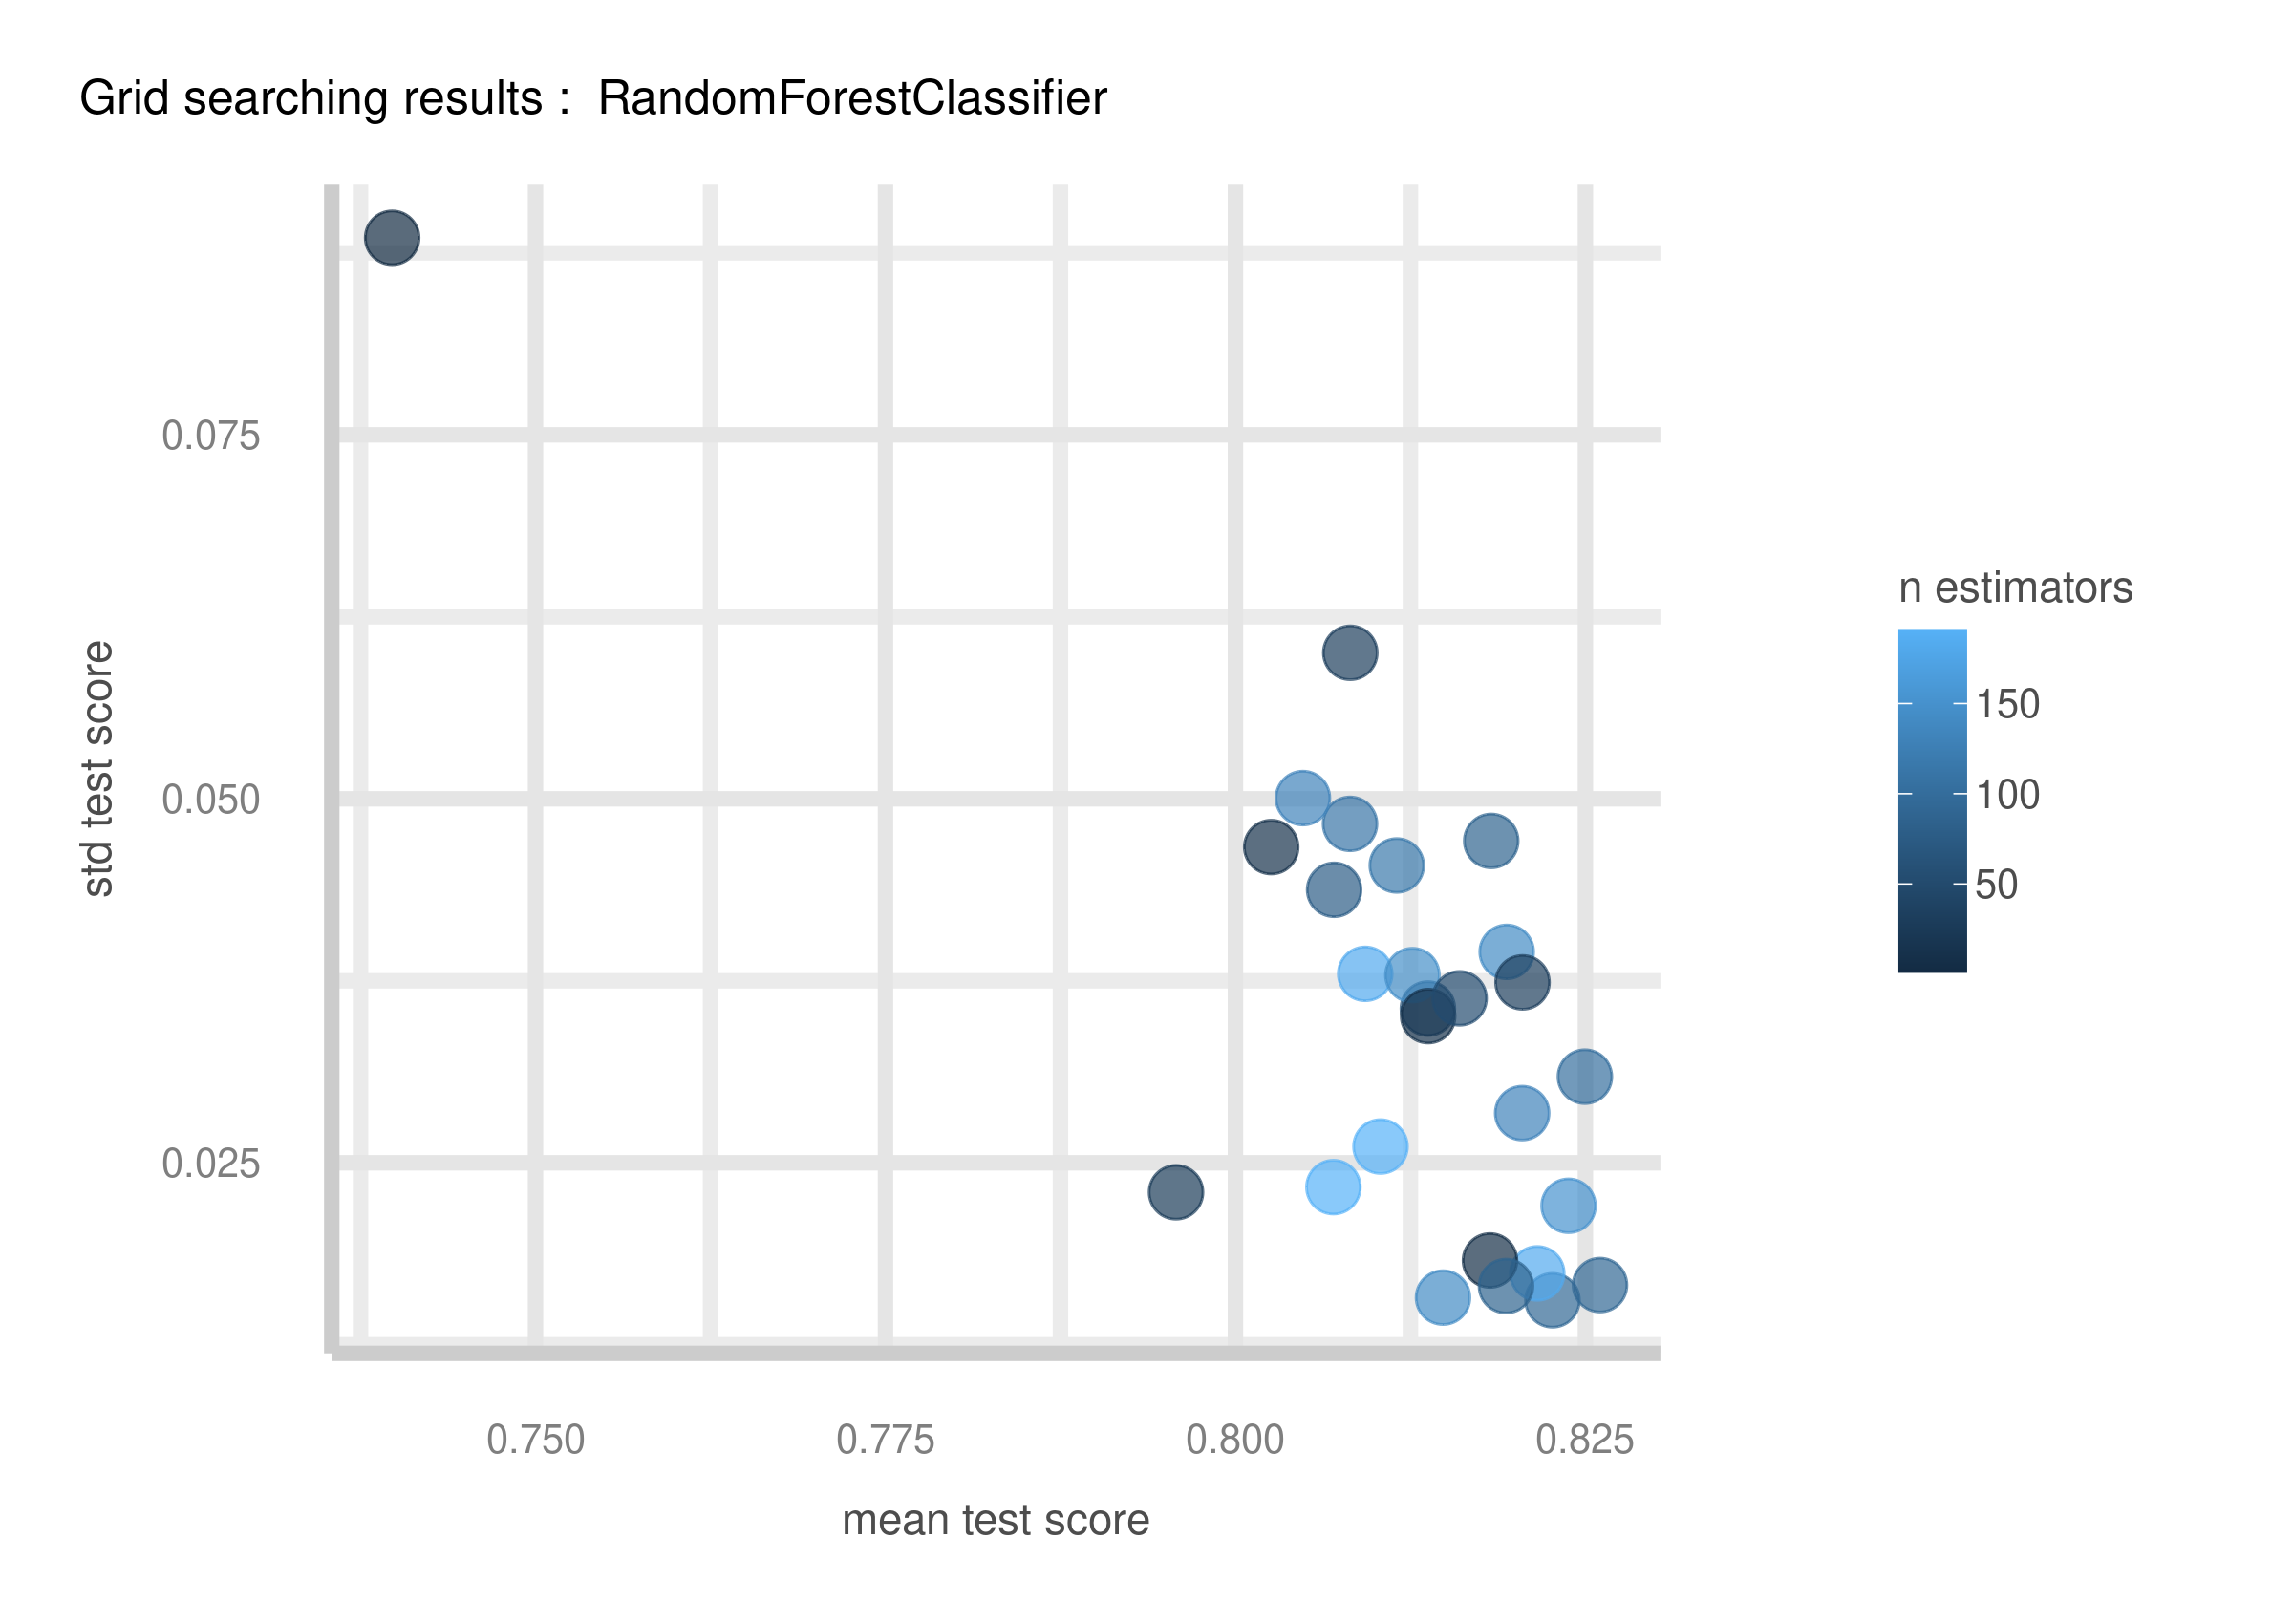 Grid searching results :  RandomForestClassifier
std test score
0.075
0.050
0.025
0.750
0.775
0.800
0.825
mean test score
n estimators
150
100
50